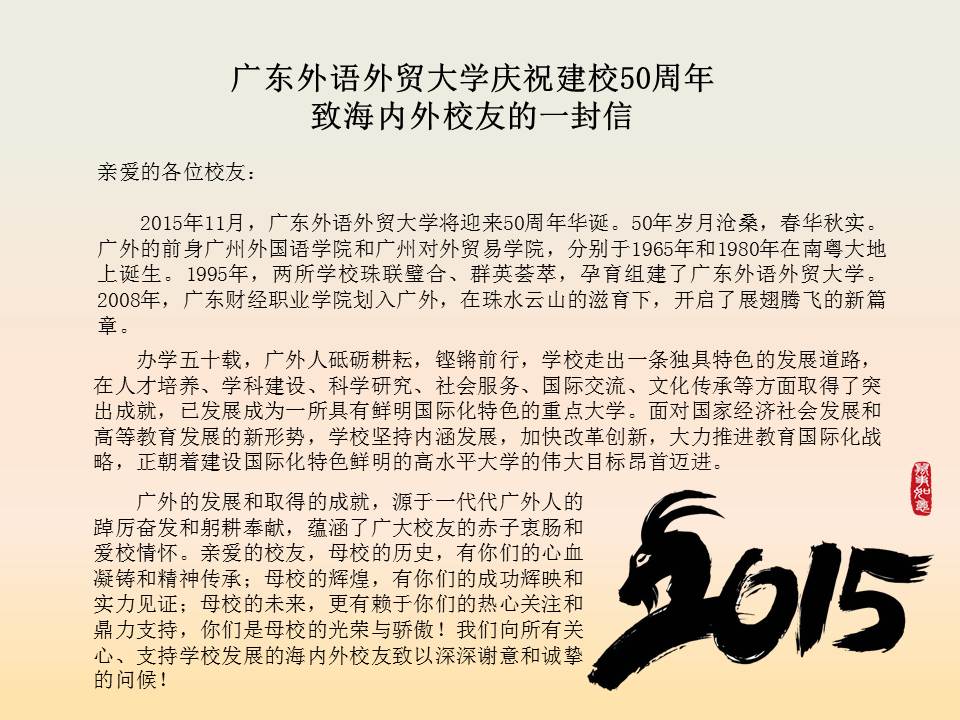 广东外语外贸大学庆祝建校50周年
致海内外校友的一封信
亲爱的各位校友：
2015年11月，广东外语外贸大学将迎来50周年华诞。50年岁月沧桑，春华秋实。
广外的前身广州外国语学院和广州对外贸易学院，分别于1965年和1980年在南粤大地
上诞生。1995年，两所学校珠联璧合、群英荟萃，孕育组建了广东外语外贸大学。
2008年，广东财经职业学院划入广外，在珠水云山的滋育下，开启了展翅腾飞的新篇
章。
办学五十载，广外人砥砺耕耘，铿锵前行，学校走出一条独具特色的发展道路，
在人才培养、学科建设、科学研究、社会服务、国际交流、文化传承等方面取得了突
出成就，已发展成为一所具有鲜明国际化特色的重点大学。面对国家经济社会发展和
高等教育发展的新形势，学校坚持内涵发展，加快改革创新，大力推进教育国际化战
略，正朝着建设国际化特色鲜明的高水平大学的伟大目标昂首迈进。
广外的发展和取得的成就，源于一代代广外人的
踔厉奋发和躬耕奉献，蕴涵了广大校友的赤子衷肠和
爱校情怀。亲爱的校友，母校的历史，有你们的心血
凝铸和精神传承；母校的辉煌，有你们的成功辉映和
实力见证；母校的未来，更有赖于你们的热心关注和
鼎力支持，你们是母校的光荣与骄傲！我们向所有关
心、支持学校发展的海内外校友致以深深谢意和诚挚
的问候！
2015